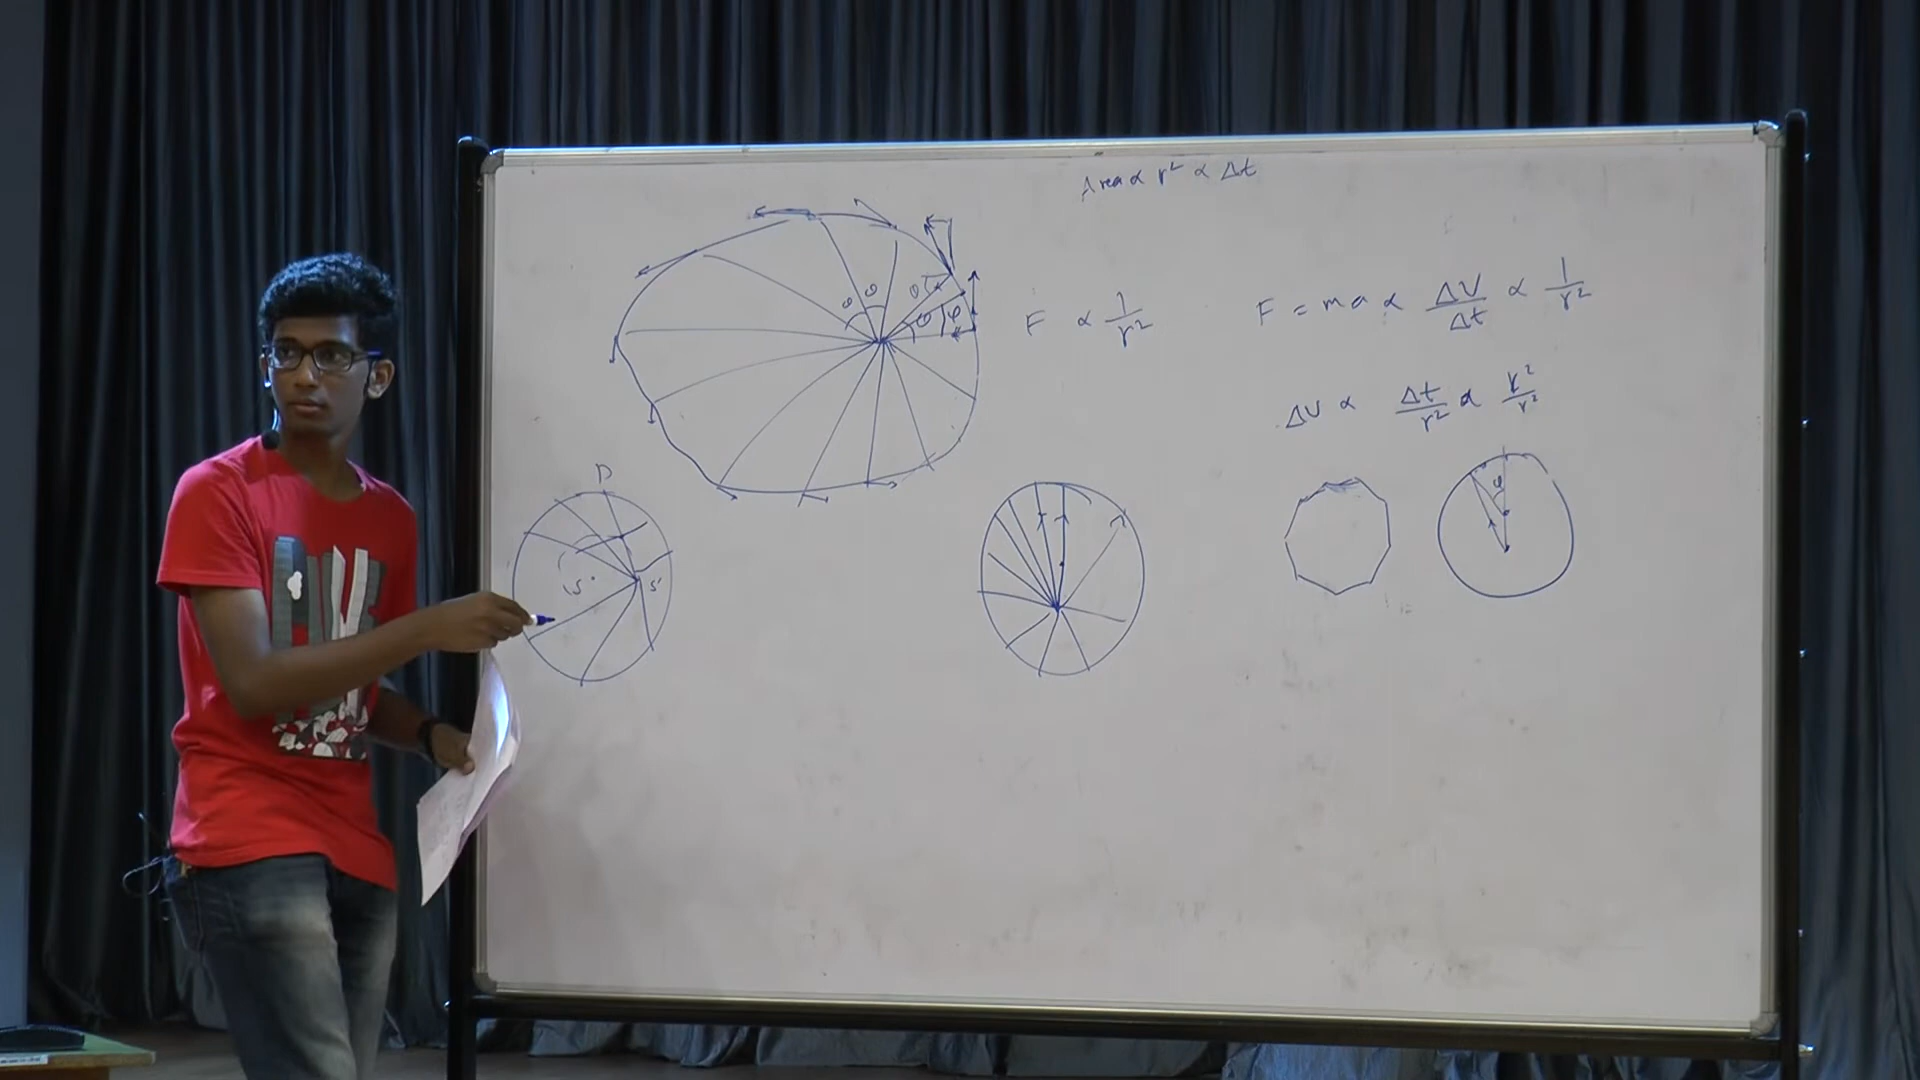 Area ∝ r² ∝ Δt
θ θ θ θ φ
F ∝ 1/r²
F = ma ∝ ΔV/Δt ∝ 1/r²
ΔV ∝ Δt/r² ∝ r²/r²
P
S S'
φ